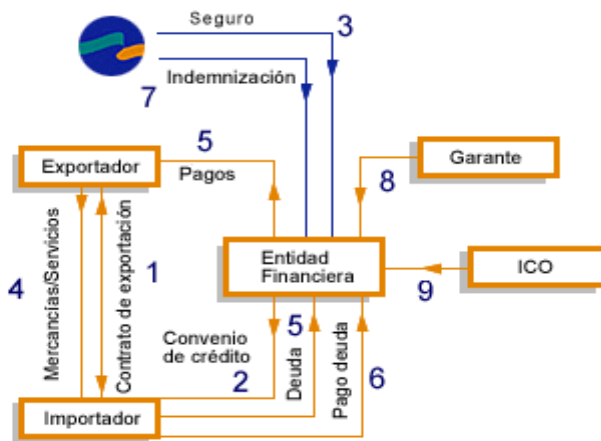 Seguro
3
Indemnización
7
Exportador
5
Pagos
Garante
8
4
Mercancías/Servicios
Contrato de exportación
1
Entidad
Financiera
ICO
9
Convenio
de crédito
2
5
Deuda
Pago deuda
6
Importador